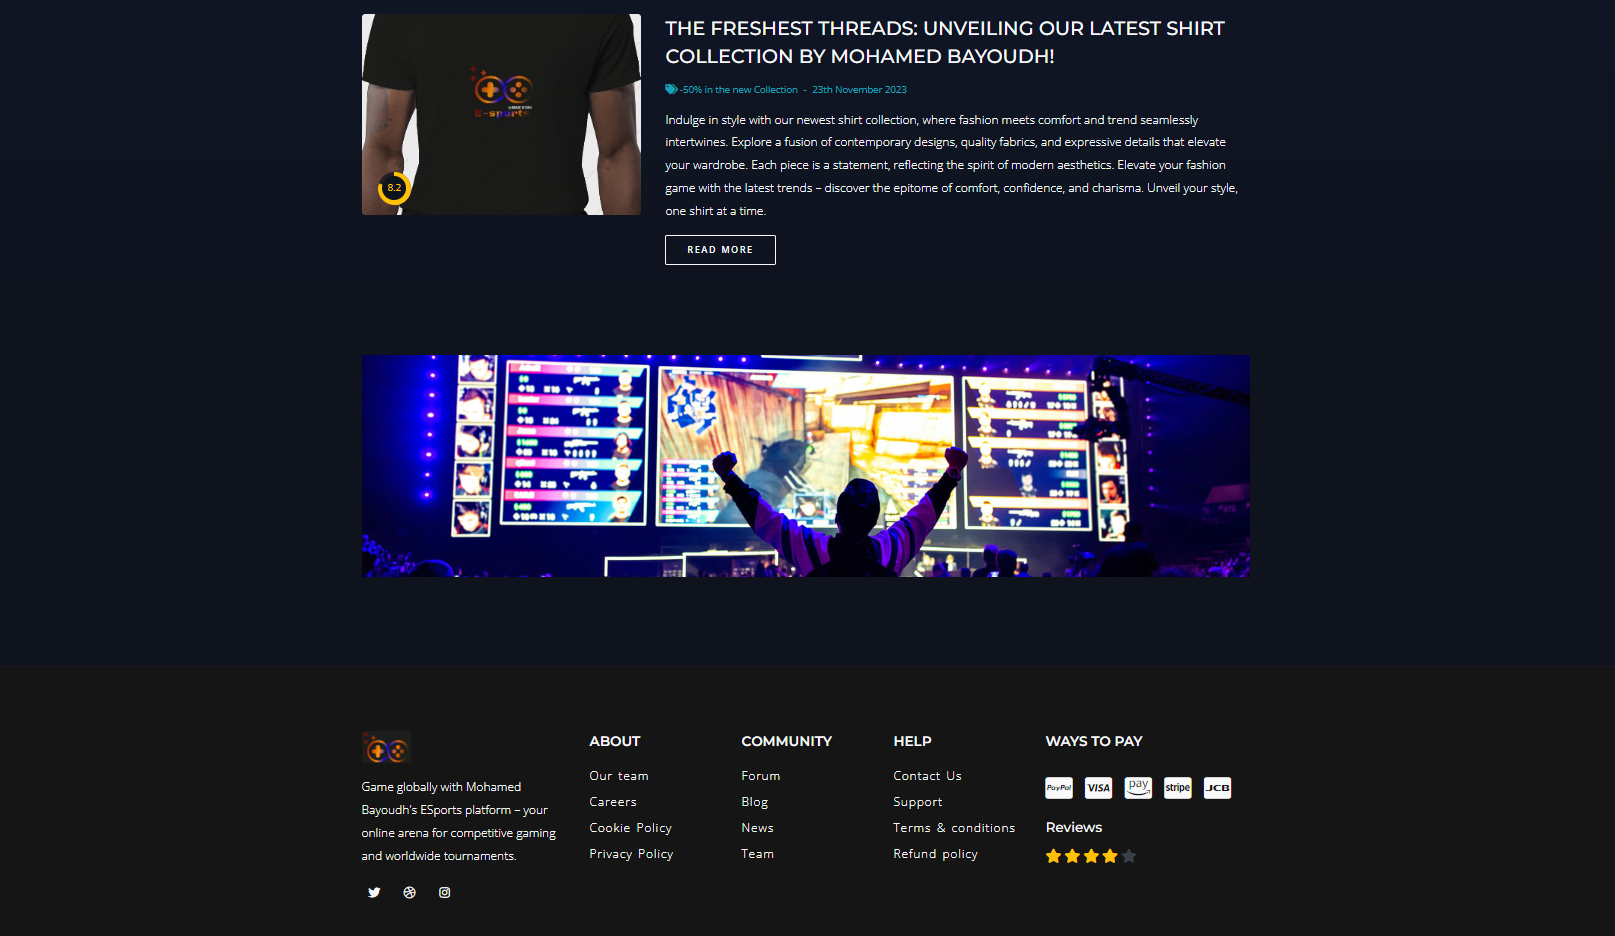 THE FRESHEST THREADS: UNVEILING OUR LATEST SHIRT
COLLECTION BY MOHAMED BAYOUDH!
-50% in the new Collection - 23th November 2023
Indulge in style with our newest shirt collection, where fashion meets comfort and trend seamlessly
intertwines. Explore a fusion of contemporary designs, quality fabrics, and expressive details that elevate
your wardrobe. Each piece is a statement, reflecting the spirit of modern aesthetics. Elevate your fashion
game with the latest trends – discover the epitome of comfort, confidence, and charisma. Unveil your style,
one shirt at a time.
READ MORE
E-sports
8.2
Game globally with Mohamed
Bayoudh's ESports platform – your
online arena for competitive gaming
and worldwide tournaments.
ABOUT
Our team
Careers
Cookie Policy
Privacy Policy
COMMUNITY
Forum
Blog
News
Team
HELP
Contact Us
Support
Terms & conditions
Refund policy
WAYS TO PAY
PayPal VISA pay stripe JCB
Reviews